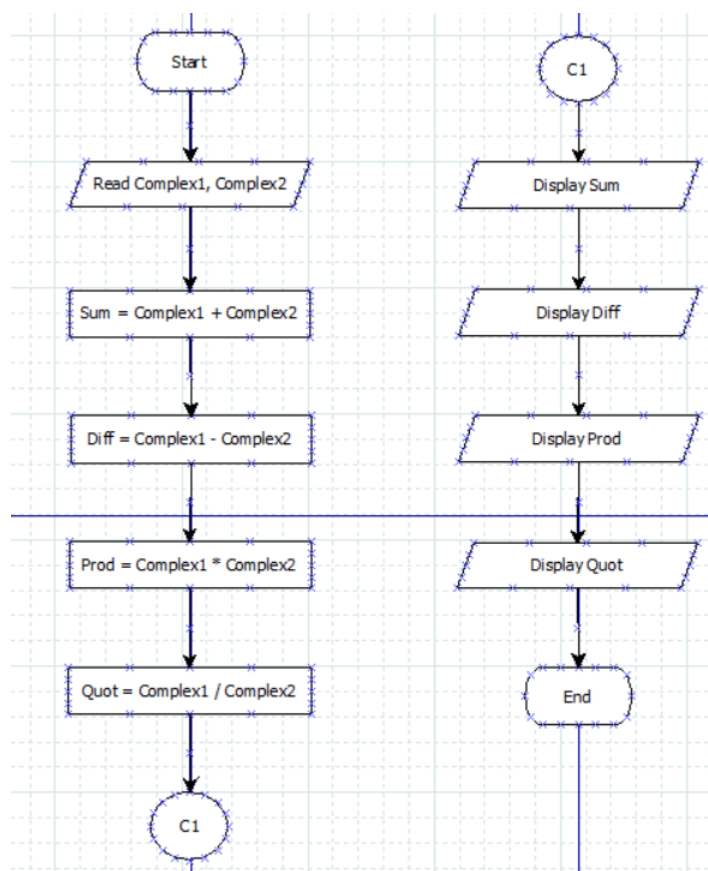 Start
Read Complex1, Complex2
Sum = Complex1 + Complex2
Diff = Complex1 - Complex2
Prod = Complex1 * Complex2
Quot = Complex1 / Complex2
C1
C1
Display Sum
Display Diff
Display Prod
Display Quot
End